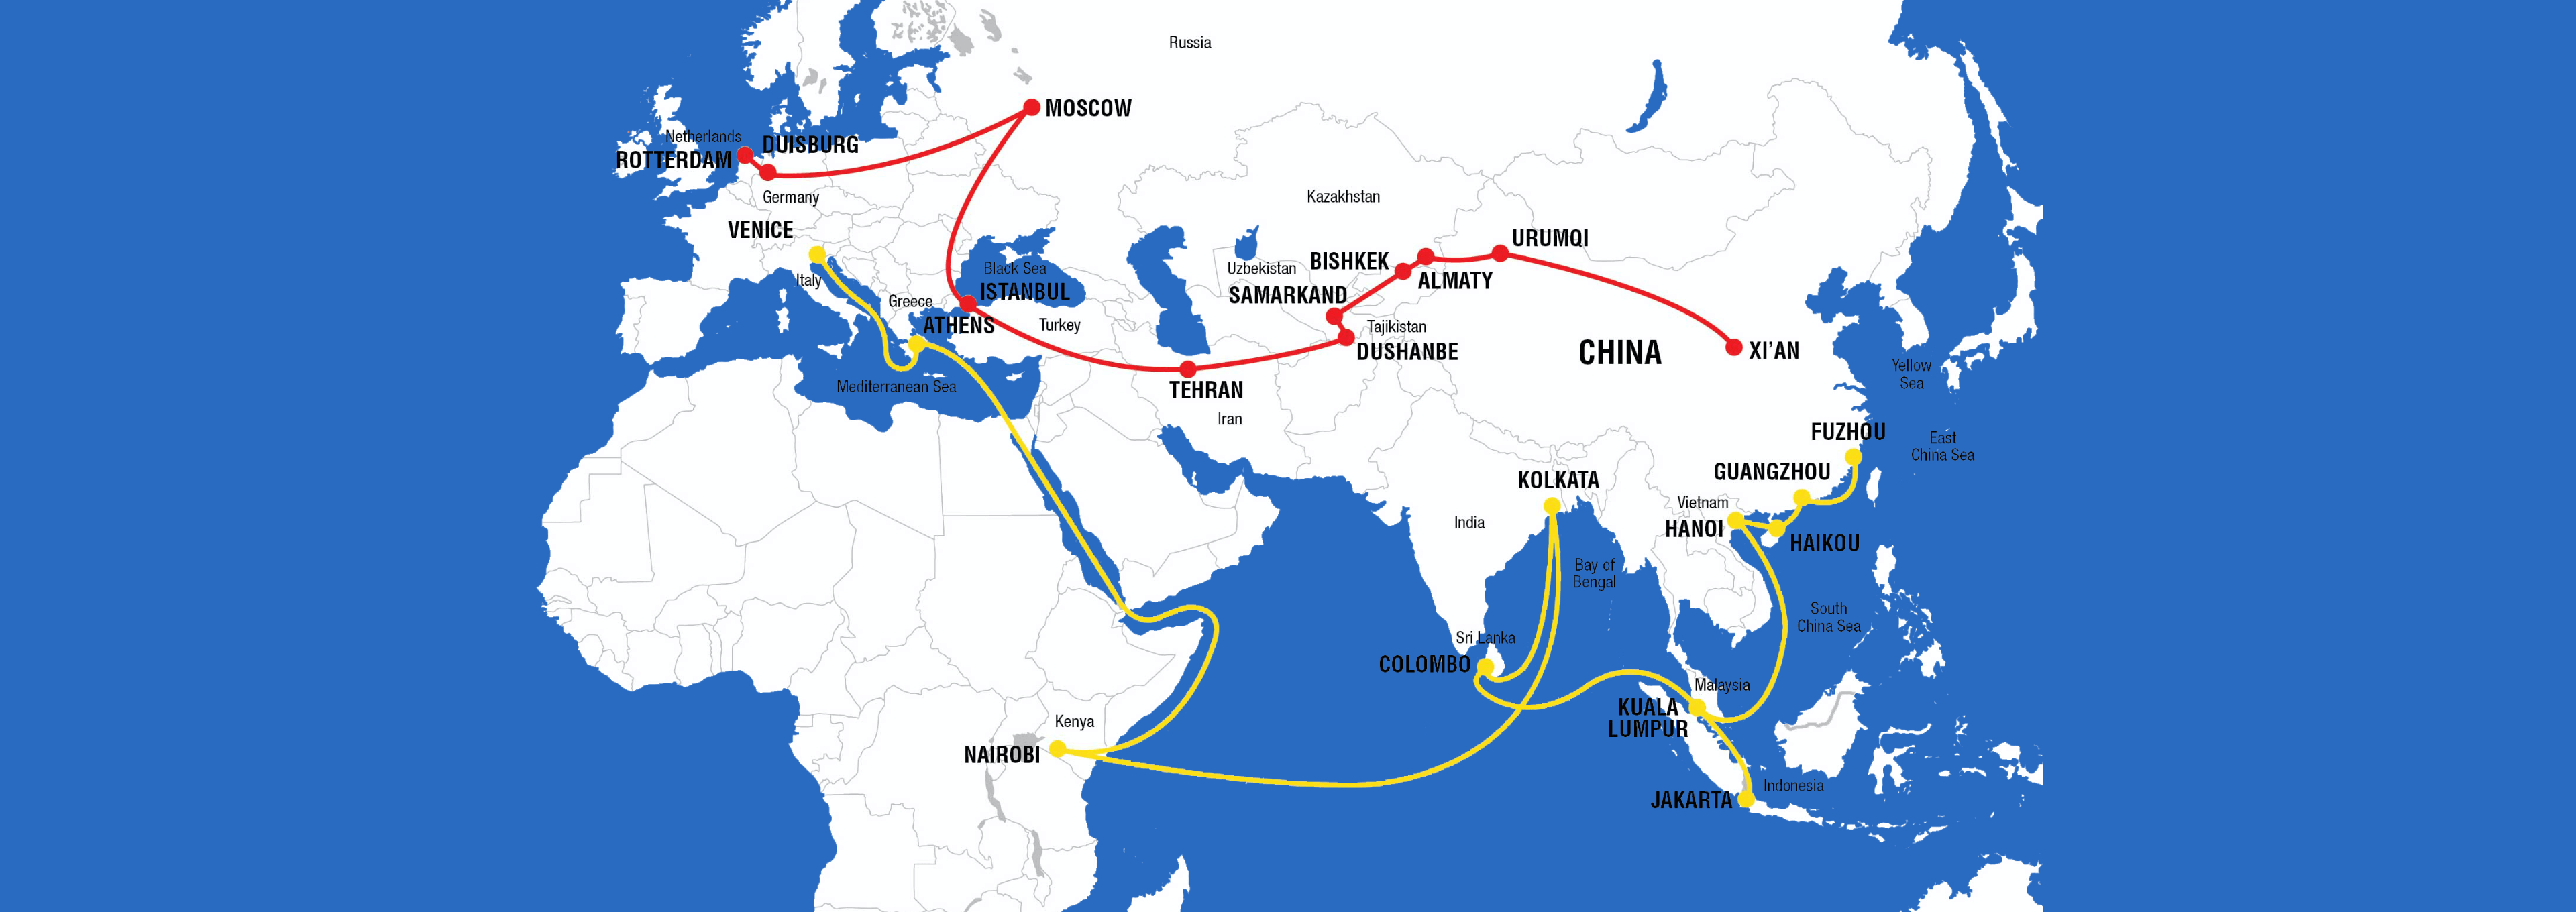 Russia
MOSCOW
Netherlands
DUISBURG
ROTTERDAM
Germany
Kazakhstan
VENICE
URUMQI
BISHKEK
Black Sea
Uzbekistan
Italy
ALMATY
ISTANBUL
SAMARKAND
Greece
ATHENS
Turkey
Tajikistan
DUSHANBE
CHINA
XI’AN
Yellow
Sea
Mediterranean Sea
TEHRAN
Iran
FUZHOU
East
China Sea
GUANGZHOU
KOLKATA
Vietnam
India
HANOI
HAIKOU
Bay of
Bengal
South
China Sea
Sri Lanka
COLOMBO
Malaysia
KUALA
LUMPUR
Kenya
NAIROBI
Indonesia
JAKARTA